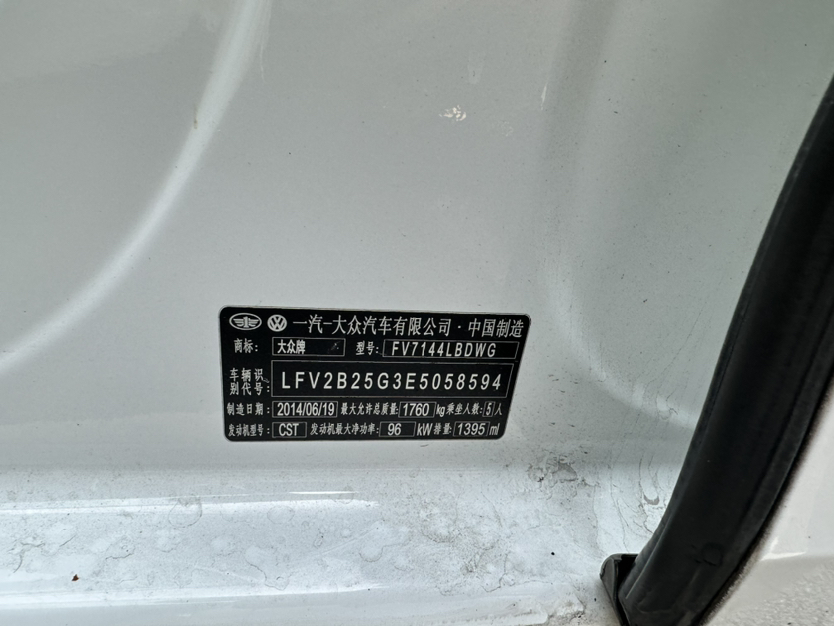 一汽-大众汽车有限公司·中国制造
商标: 大众牌 型号: FV7144LBDWG
车辆识别代号: LFV2B25G3E5058594
制造日期: 2014/06/19 最大允许总质量: 1760 kg 乘坐人数: 5 人
发动机型号: CST 发动机最大净功率: 96 kW 排量: 1395 ml